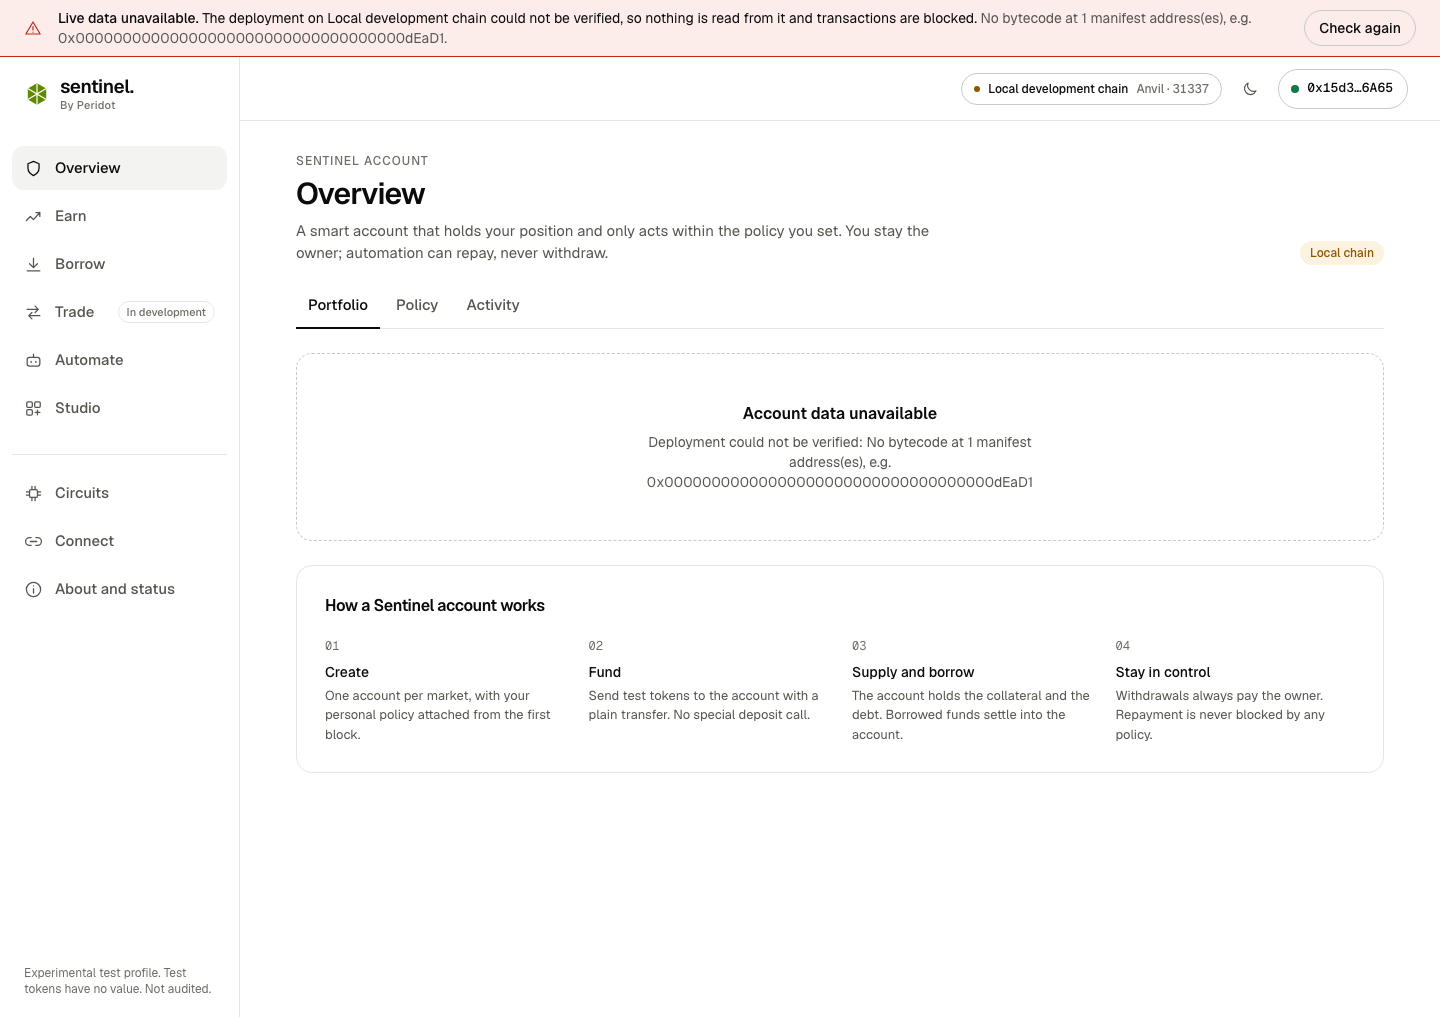 Live data unavailable. The deployment on Local development chain could not be verified, so nothing is read from it and transactions are blocked. No bytecode at 1 manifest address(es), e.g.
0x000000000000000000000000000000000000dEaD1.
Check again
sentinel.
By Peridot
Local development chain Anvil · 31337
0x15d3…6A65
Overview
Earn
Borrow
Trade In development
Automate
Studio
Circuits
Connect
About and status
Experimental test profile. Test
tokens have no value. Not audited.
SENTINEL ACCOUNT
Overview
A smart account that holds your position and only acts within the policy you set. You stay the
owner; automation can repay, never withdraw.
Local chain
Portfolio Policy Activity
Account data unavailable
Deployment could not be verified: No bytecode at 1 manifest
address(es), e.g.
0x000000000000000000000000000000000000dEaD1
How a Sentinel account works
01
Create
One account per market, with your
personal policy attached from the first
block.
02
Fund
Send test tokens to the account with a
plain transfer. No special deposit call.
03
Supply and borrow
The account holds the collateral and the
debt. Borrowed funds settle into the
account.
04
Stay in control
Withdrawals always pay the owner.
Repayment is never blocked by any
policy.